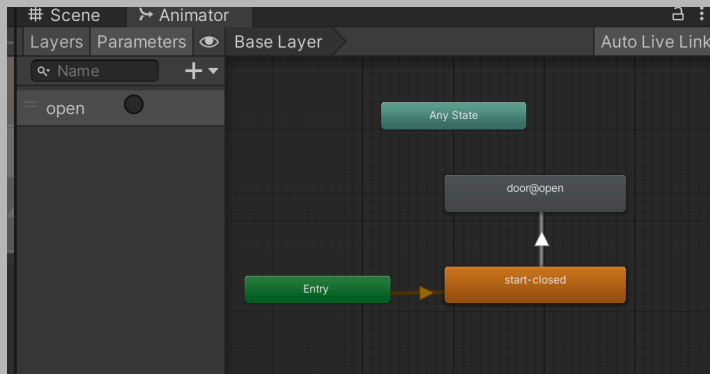 Scene Animator
Layers Parameters Base Layer Auto Live Link
Name
open
Any State
door@open
start-closed
Entry